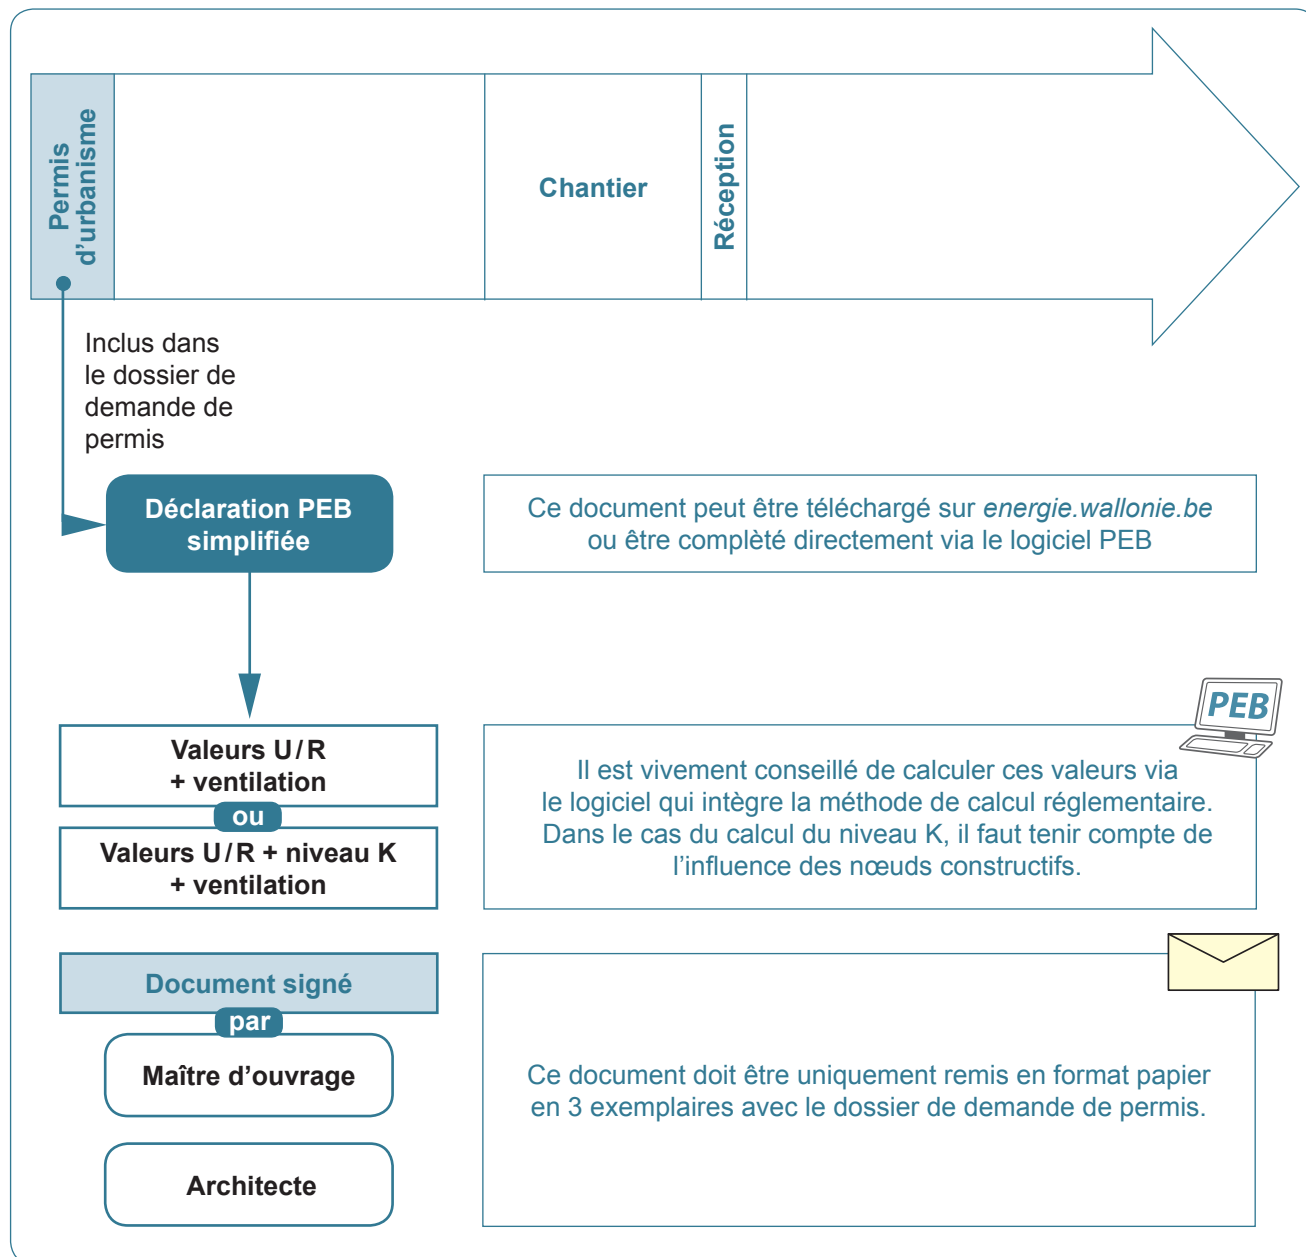 Permis
d'urbanisme
Chantier
Réception
Inclus dans
le dossier de
demande de
permis
Déclaration PEB
simplifiée
Ce document peut être téléchargé sur energie.wallonie.be
ou être complèté directement via le logiciel PEB
PEB
Valeurs U/R
+ ventilation
ou
Valeurs U/R + niveau K
+ ventilation
Il est vivement conseillé de calculer ces valeurs via
le logiciel qui intègre la méthode de calcul réglementaire.
Dans le cas du calcul du niveau K, il faut tenir compte de
l'influence des nœuds constructifs.
Document signé
par
Maître d'ouvrage
Architecte
Ce document doit être uniquement remis en format papier
en 3 exemplaires avec le dossier de demande de permis.